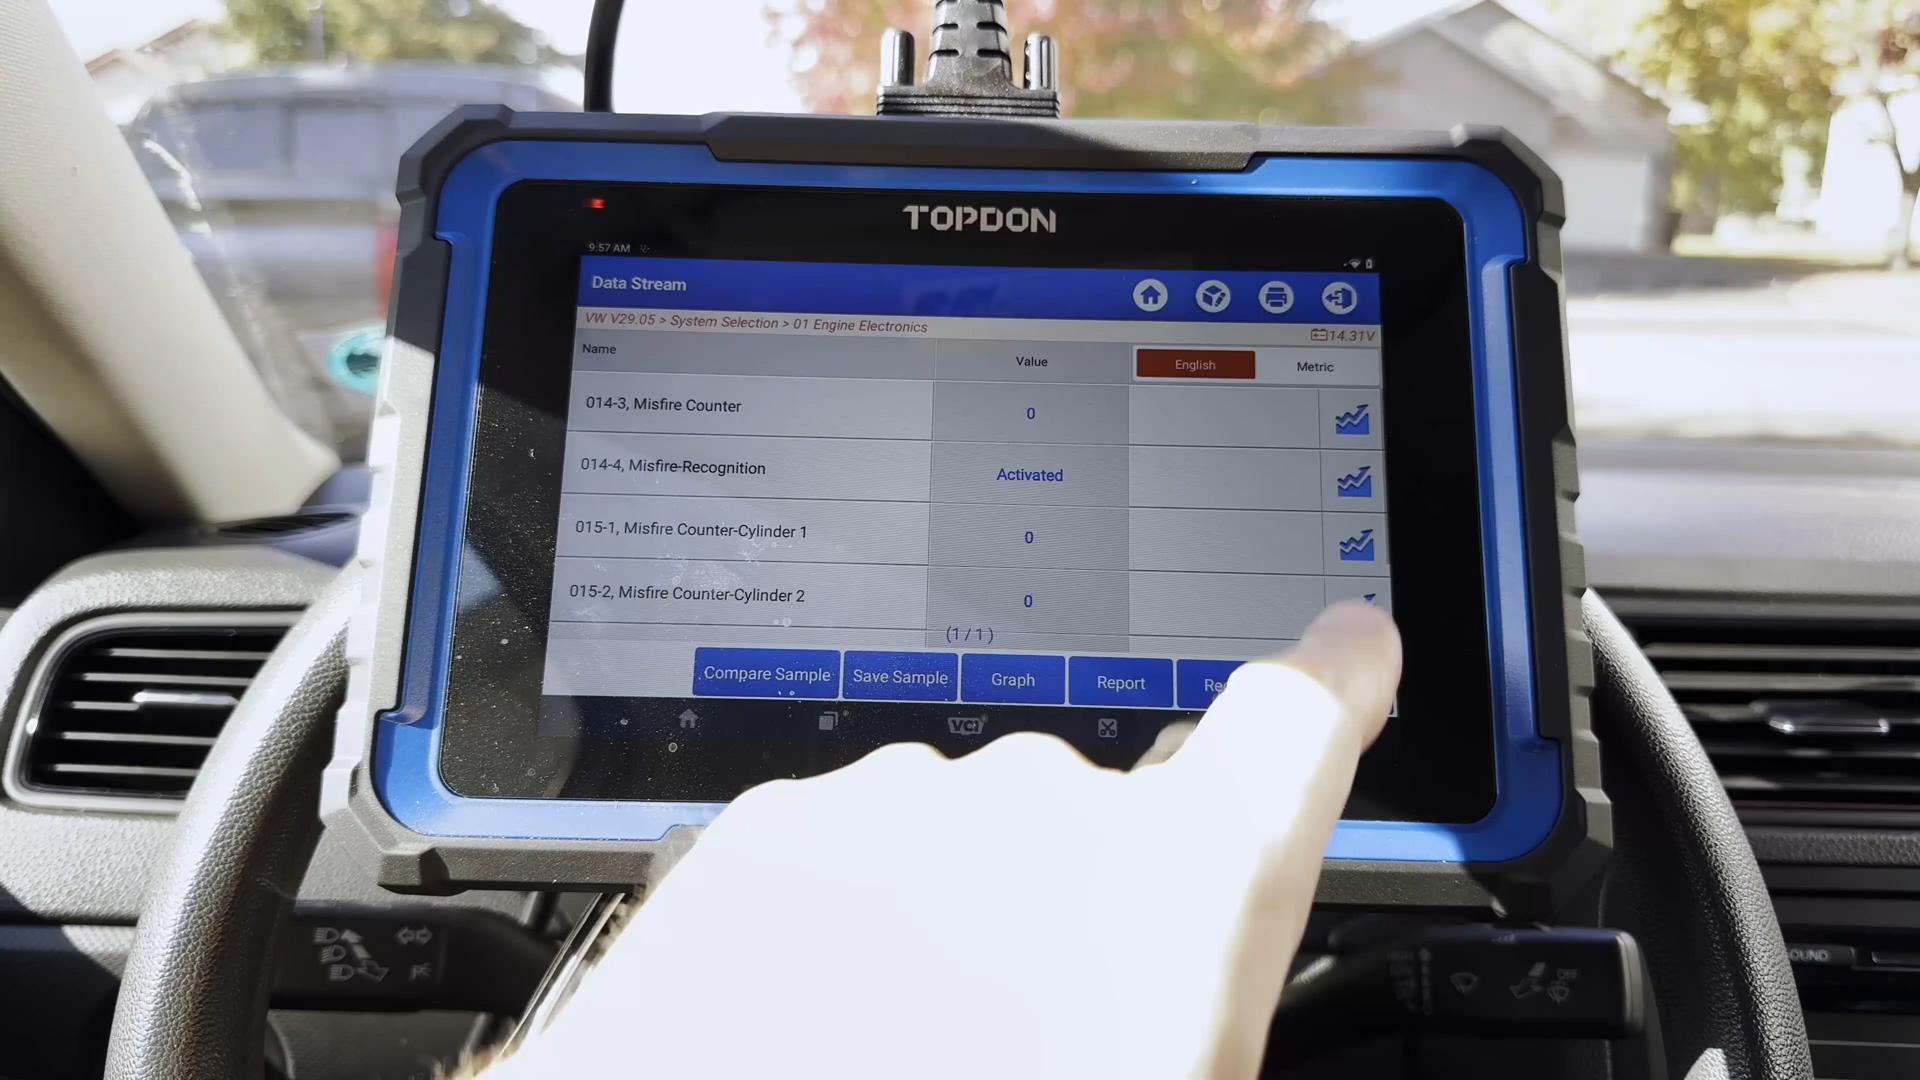 TOPDON
9:57 AM
Data Stream
VW V29.05 > System Selection > 01 Engine Electronics
14.31V
Name
Value
English
Metric
014-3, Misfire Counter
0
014-4, Misfire-Recognition
Activated
015-1, Misfire Counter-Cylinder 1
0
015-2, Misfire Counter-Cylinder 2
0
(1/1)
Compare Sample
Save Sample
Graph
Report
VCI
OFF